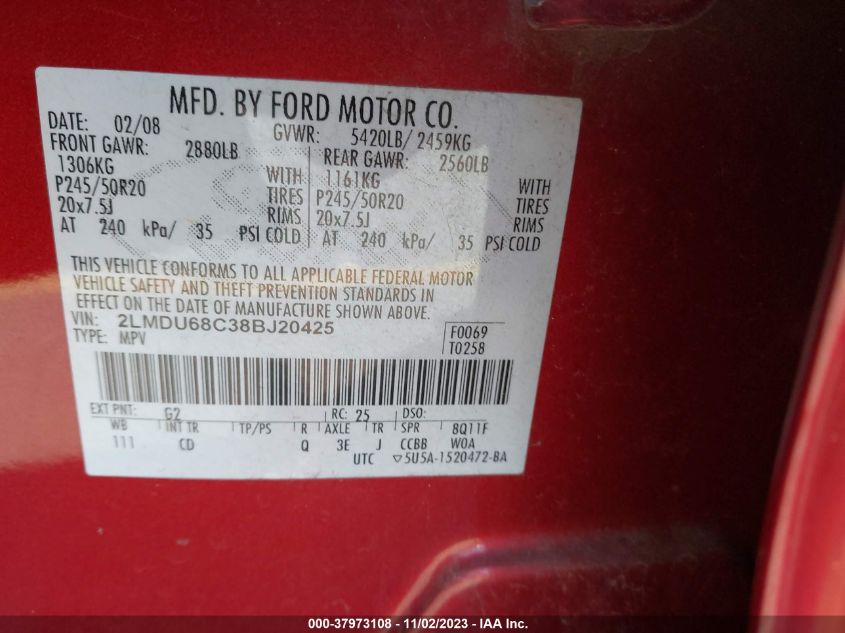 MFD. BY FORD MOTOR CO.
DATE: 02/08 GVWR: 5420LB/ 2459KG
FRONT GAWR: 2880LB REAR GAWR: 2560LB
1306KG WITH 1161KG WITH
P245/50R20 TIRES P245/50R20 TIRES
20x7.5J RIMS 20x7.5J RIMS
AT 240 kPa/ 35 PSI COLD AT 240 kPa/ 35 PSI COLD
THIS VEHICLE CONFORMS TO ALL APPLICABLE FEDERAL MOTOR
VEHICLE SAFETY AND THEFT PREVENTION STANDARDS IN
EFFECT ON THE DATE OF MANUFACTURE SHOWN ABOVE.
VIN: 2LMDU68C38BJ20425 F0069
TYPE: MPV T0258
EXT PNT: G2 RC: 25 DSO:
WB INT TR TP/PS R AXLE TR SPR 8Q11F
111 CD Q 3E J CCBB W0A
UTC ▽5U5A-1520472-BA
000-37973108 - 11/02/2023 - IAA Inc.